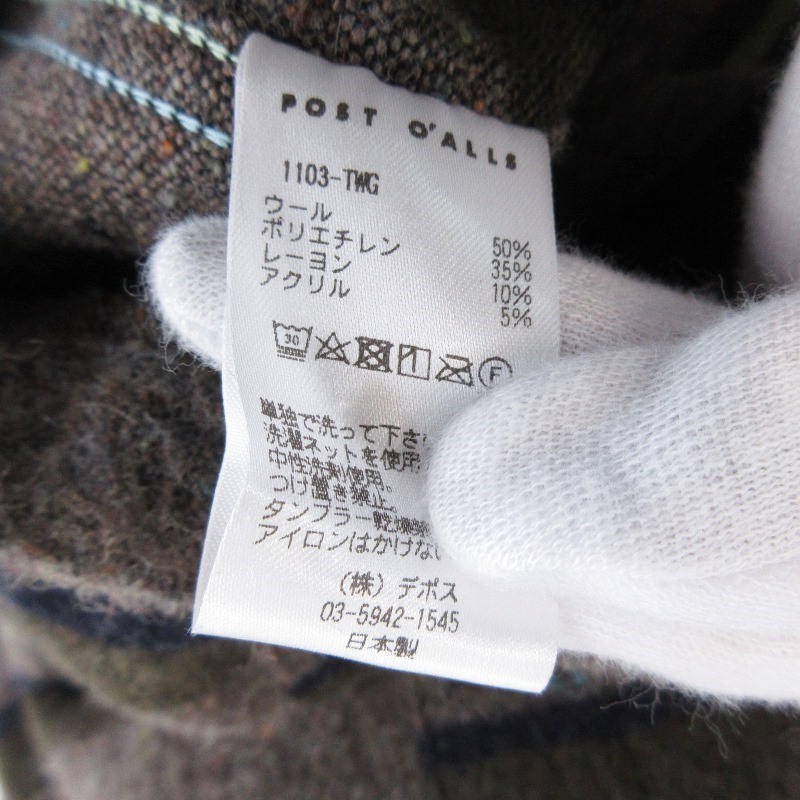 POST O'ALLS
1103-TWG
ウール 50%
ポリエチレン 35%
レーヨン 10%
アクリル 5%
30
F
単独で洗って下さ
洗濯ネットを使用
中性洗剤使用.
つけ置き禁止.
タンブラー乾燥
アイロンはかけない
(株) デポス
03-5942-1545
日本製